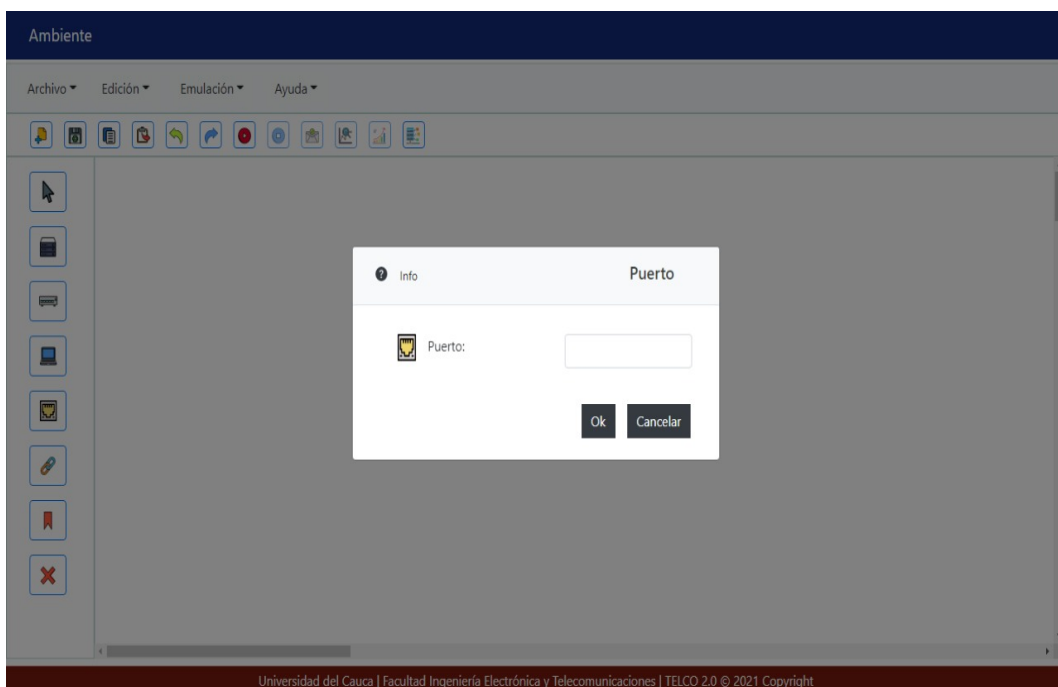 Ambiente
Archivo Edición Emulación Ayuda
Info Puerto
Puerto:
Ok Cancelar
Universidad del Cauca | Facultad Ingeniería Electrónica y Telecomunicaciones | TELCO 2.0 © 2021 Copyright